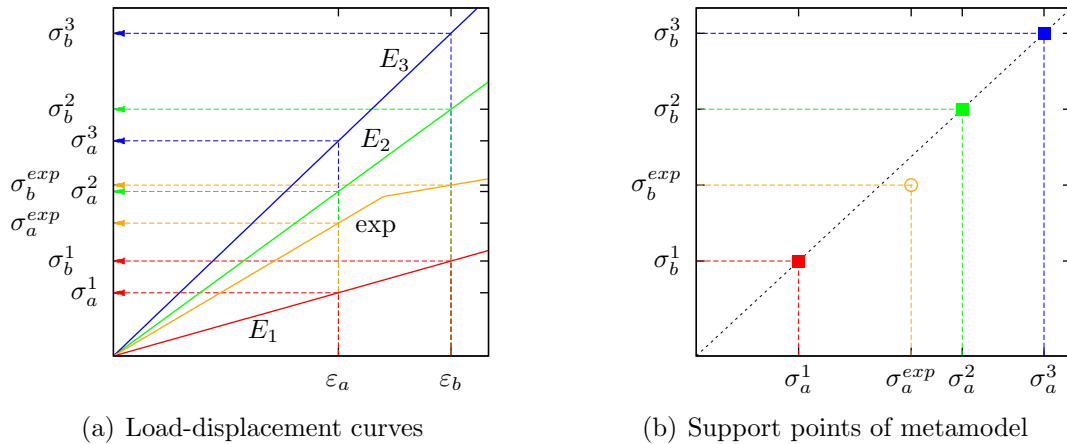 σ_b^3
σ_b^2
σ_a^3
σ_b^{exp}
σ_a^2
σ_a^{exp}
σ_b^1
σ_a^1
E_3
E_2
exp
E_1
ε_a ε_b
(a) Load-displacement curves
σ_b^3
σ_b^2
σ_b^{exp}
σ_b^1
σ_a^1 σ_a^{exp} σ_a^2 σ_a^3
(b) Support points of metamodel